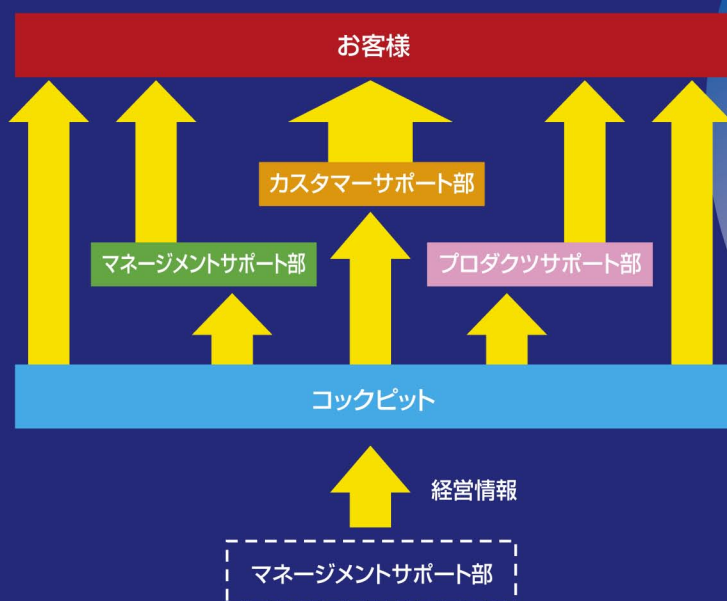 お客様
カスタマーサポート部
マネージメントサポート部
プロダクツサポート部
コックピット
経営情報
マネージメントサポート部